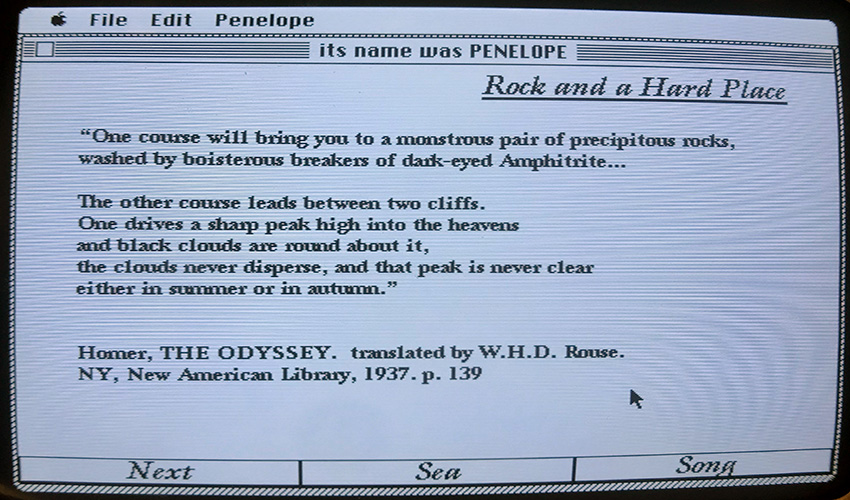 File Edit Penelope
its name was PENELOPE
Rock and a Hard Place
“One course will bring you to a monstrous pair of precipitous rocks,
washed by boisterous breakers of dark-eyed Amphitrite...
The other course leads between two cliffs.
One drives a sharp peak high into the heavens
and black clouds are round about it,
the clouds never disperse, and that peak is never clear
either in summer or in autumn.”
Homer, THE ODYSSEY. translated by W.H.D. Rouse.
NY, New American Library, 1937. p. 139
Next Sea Song